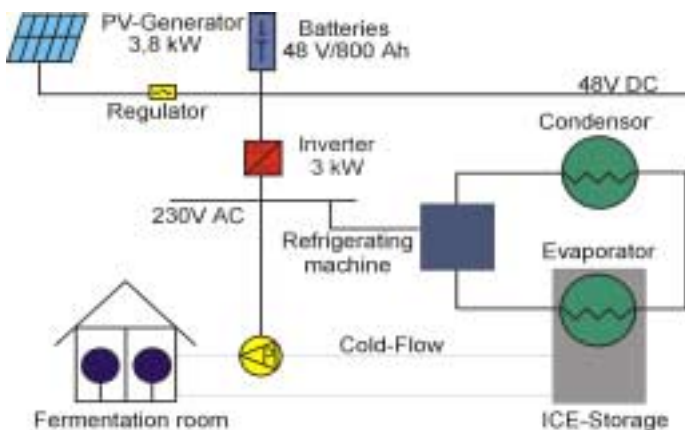 PV-Generator
3,8 kW
Batteries
48 V/800 Ah
48V DC
Regulator
Condensor
Inverter
3 kW
230V AC
Refrigerating
machine
Evaporator
Cold-Flow
Fermentation room
ICE-Storage